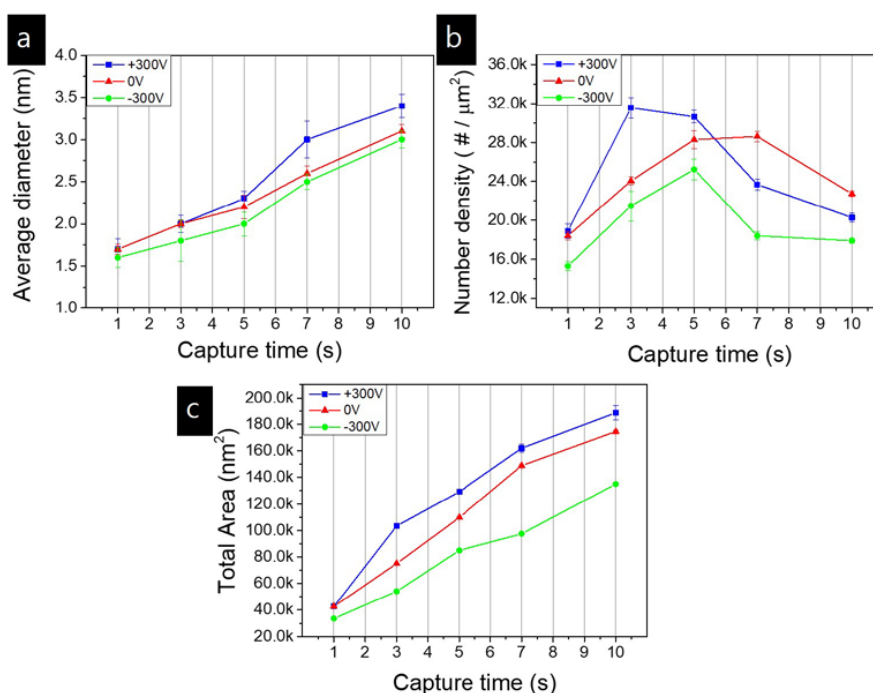 a
+300V
0V
-300V
4.0
3.5
3.0
2.5
2.0
1.5
1.0
Average diameter (nm)
1 2 3 4 5 6 7 8 9 10
Capture time (s)
b
+300V
0V
-300V
36.0k
32.0k
28.0k
24.0k
20.0k
16.0k
12.0k
Number density ( # / μm²)
1 2 3 4 5 6 7 8 9 10
Capture time (s)
c
+300V
0V
-300V
200.0k
180.0k
160.0k
140.0k
120.0k
100.0k
80.0k
60.0k
40.0k
20.0k
Total Area (nm²)
1 2 3 4 5 6 7 8 9 10
Capture time (s)